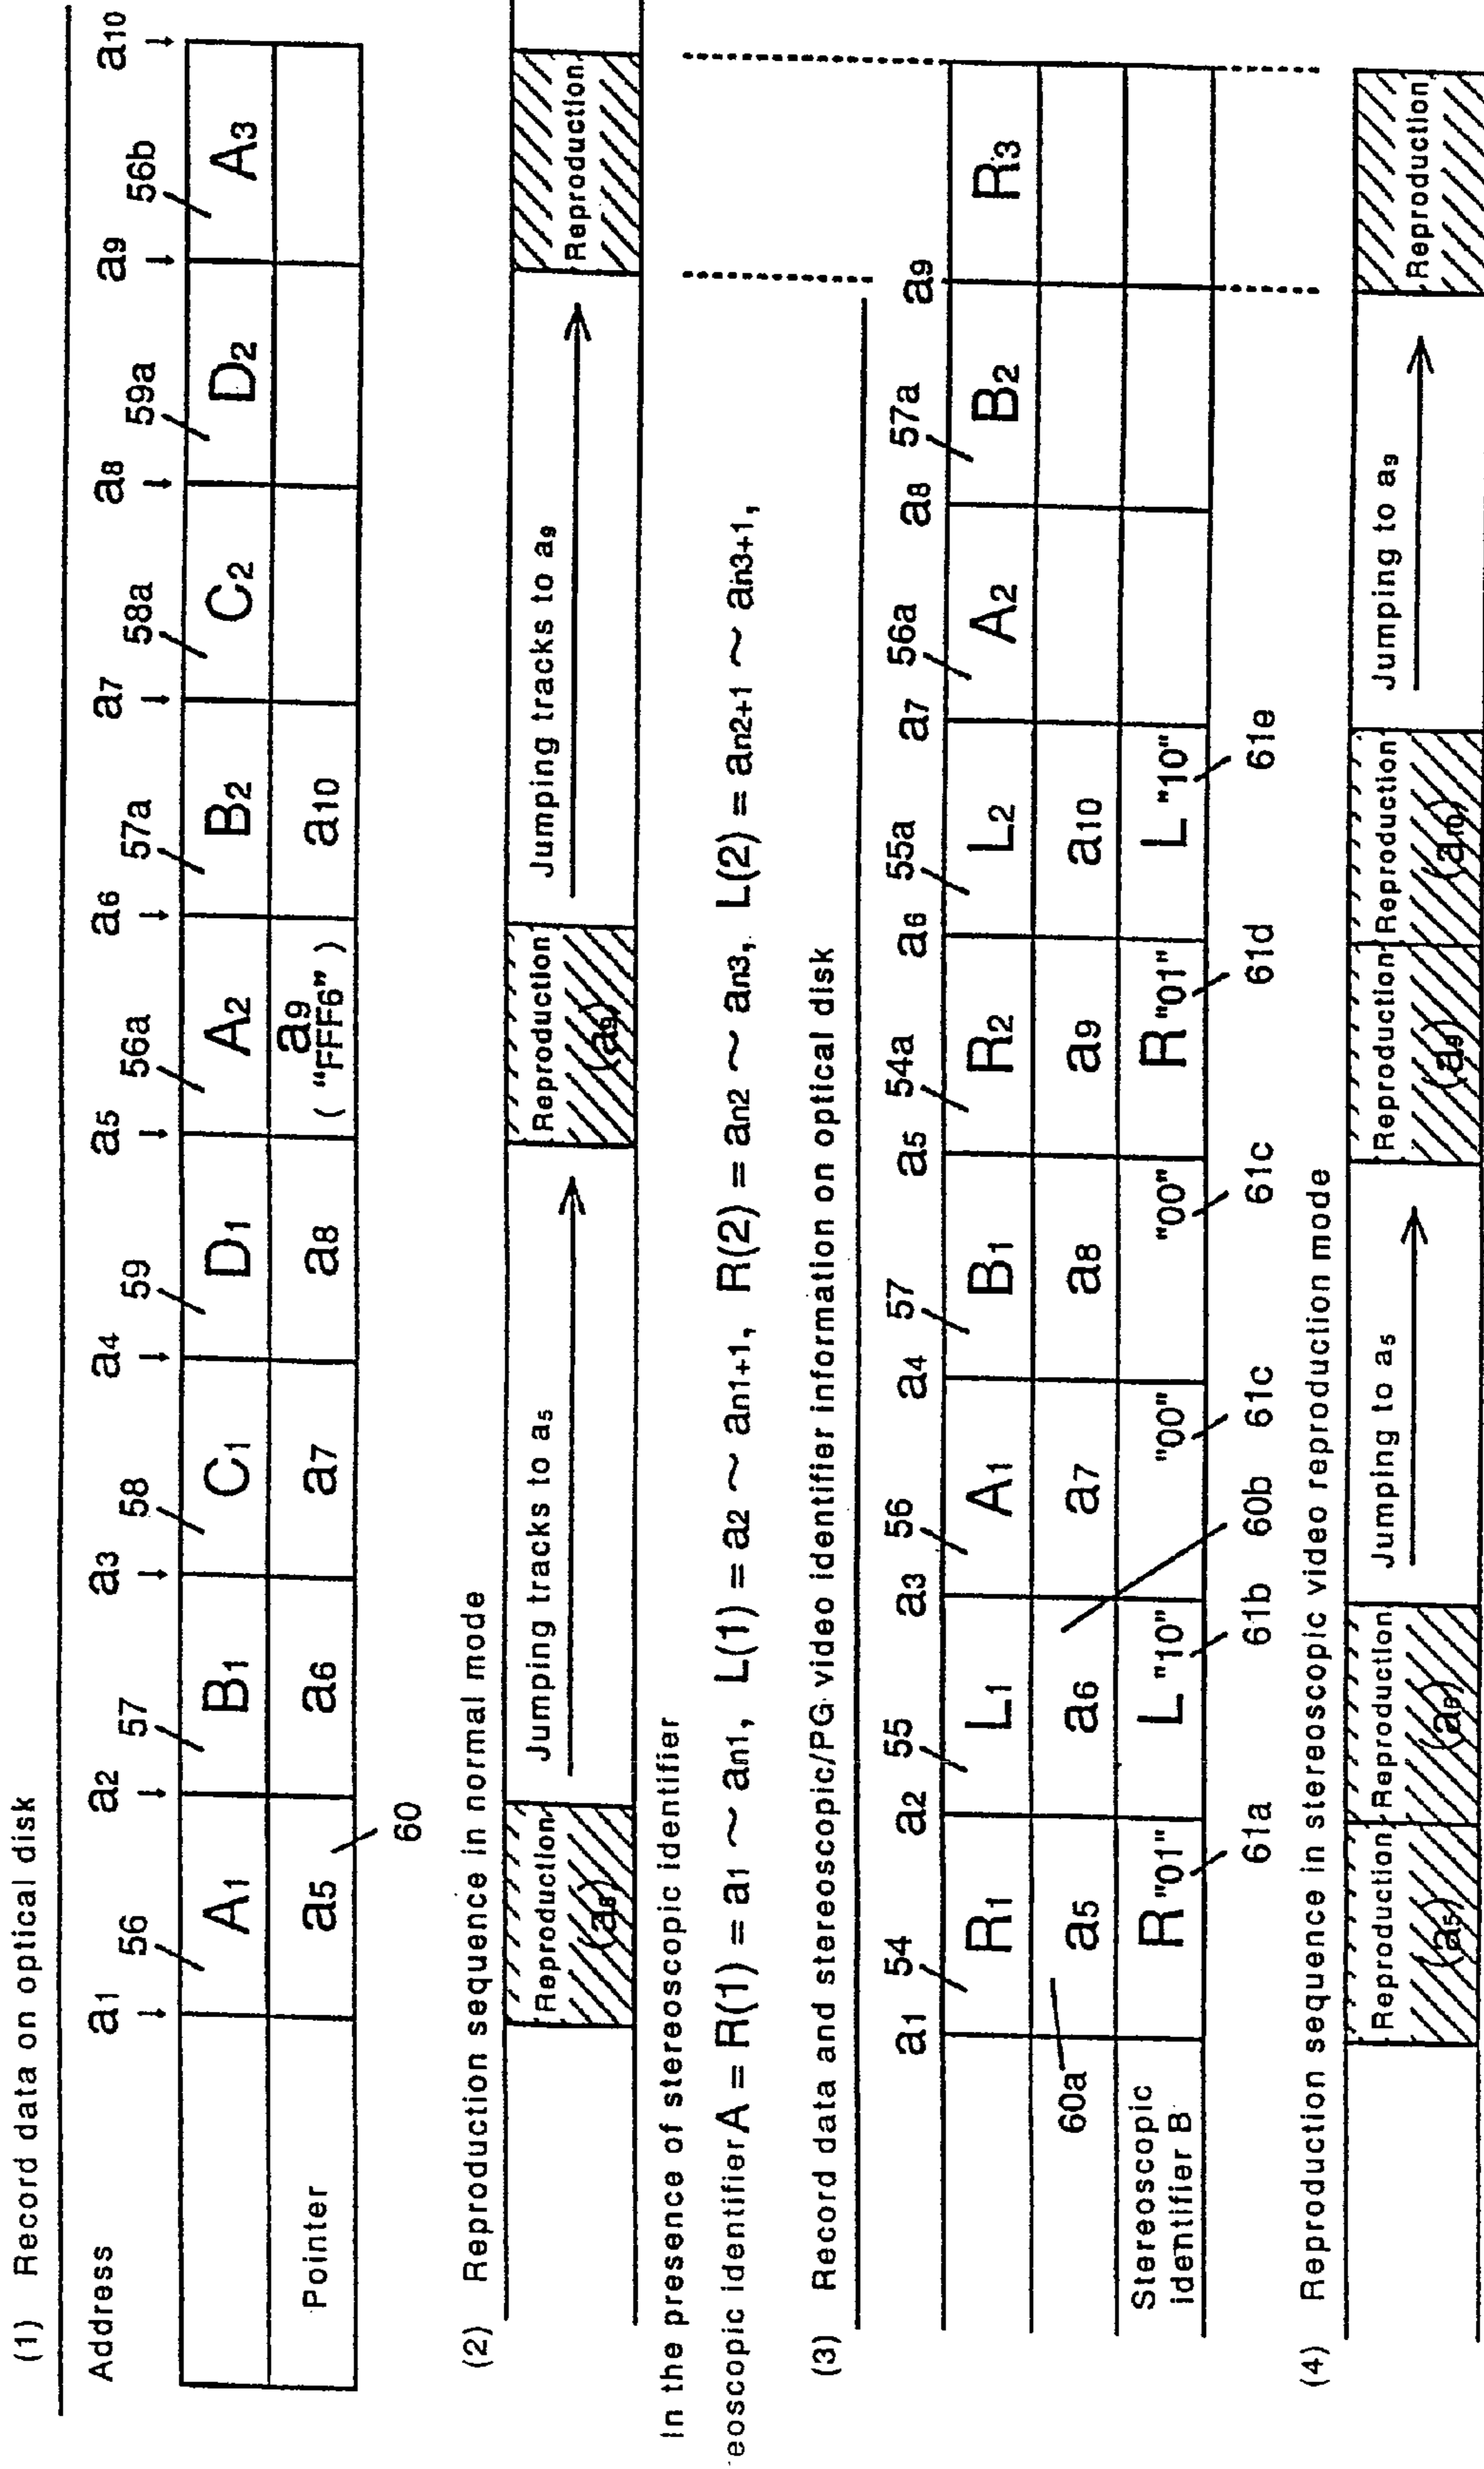 (1) Record data on optical disk
Address a1 a2 a3 a4 a5 a6 a7 a8 a9 a10
56 57 58 59 56a 57a 58a 59a 56b
A1 B1 C1 D1 A2 B2 C2 D2 A3
Pointer a5 a6 a7 a8 a9 ("FFF6") a10
60
(2) Reproduction sequence in normal mode
Reproduction Jumping tracks to a5 Reproduction (a9) Jumping tracks to a9 Reproduction
In the presence of stereoscopic identifier
eoscopic identifier A = R(1) = a1 ~ an1, L(1) = a2 ~ an1+1, R(2) = an2 ~ an3, L(2) = an2+1 ~ an3+1,
(3) Record data and stereoscopic/PG video identifier information on optical disk
a1 54 a2 55 a3 56 a4 57 a5 54a a6 55a a7 56a a8 57a a9
R1 L1 A1 B1 R2 L2 A2 B2 R3
60a a5 a6 a7 a8 a9 a10
Stereoscopic identifier B R "01" L "10" "00" "00" R "01" L "10"
61a 61b 60b 61c 61c 61d 61e
(4) Reproduction sequence in stereoscopic video reproduction mode
Reproduction (a5) Reproduction Jumping to a5 Reproduction (a9) Reproduction (a10) Jumping to a9 Reproduction